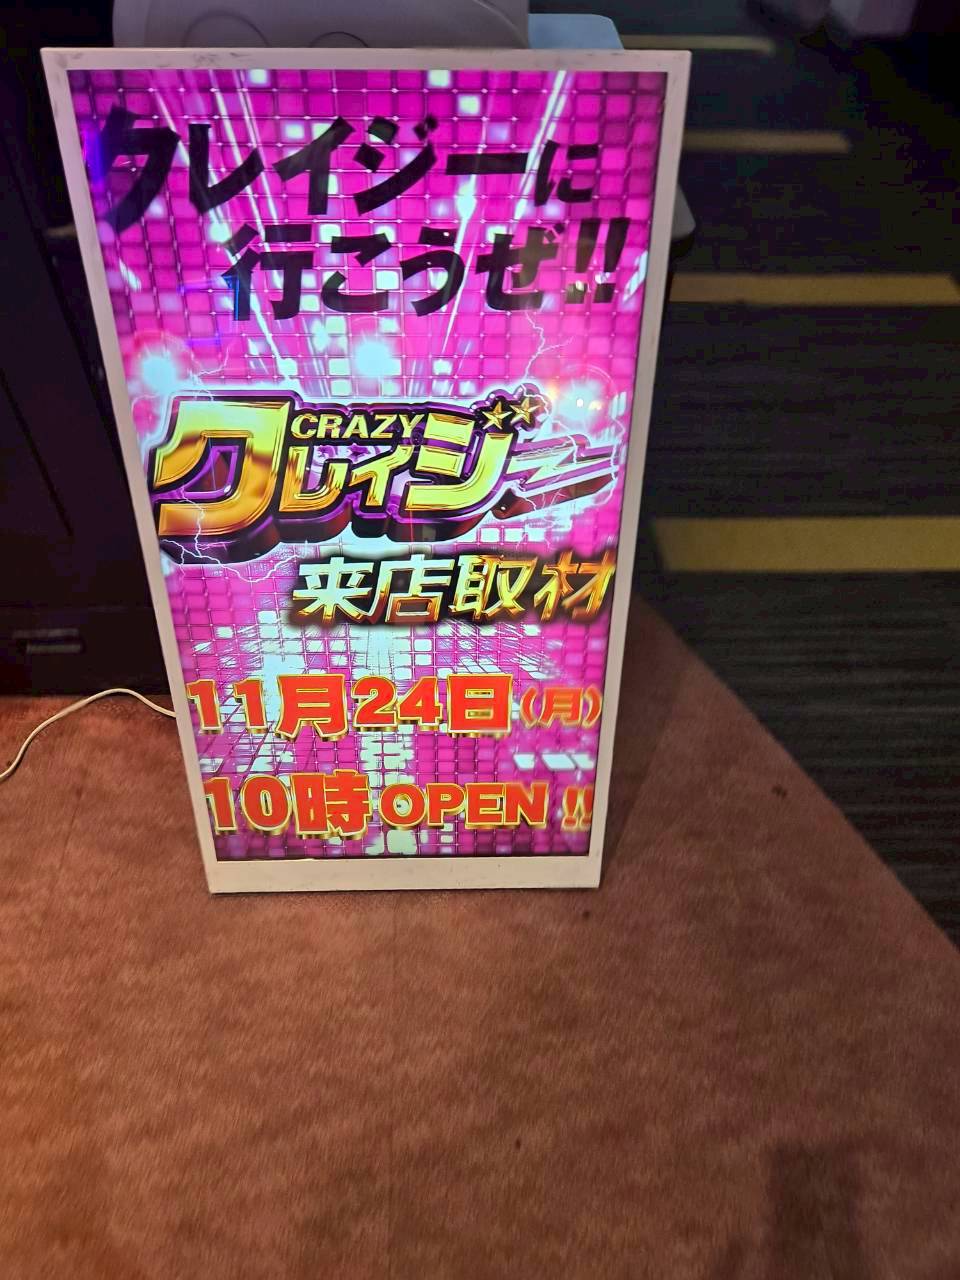 クレイジーに
行こうぜ!!
CRAZY
クレイジー
来店取材
11月24日(月)
10時OPEN!!